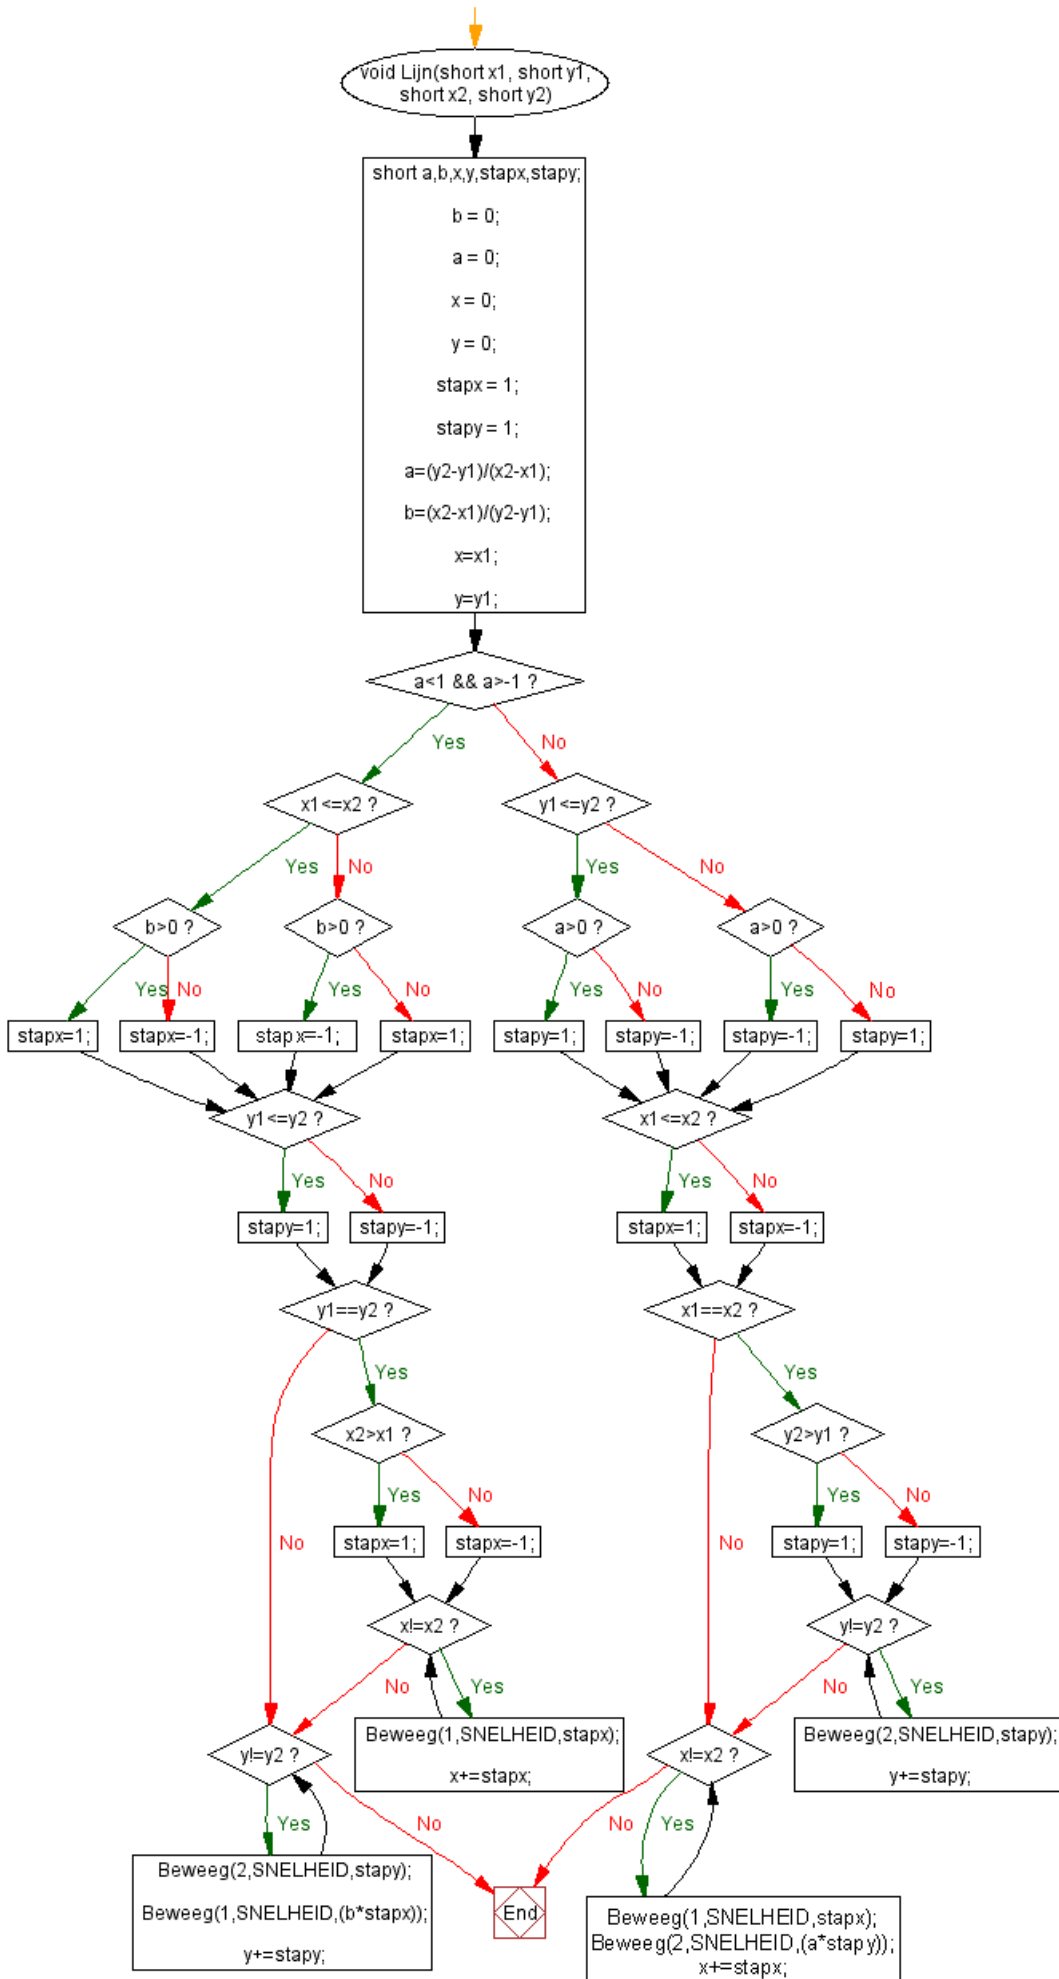 void Lijn(short x1, short y1,
short x2, short y2)
short a,b,x,y,stapx,stapy;
b = 0;
a = 0;
x = 0;
y = 0;
stapx = 1;
stapy = 1;
a=(y2-y1)/(x2-x1);
b=(x2-x1)/(y2-y1);
x=x1;
y=y1;
a<1 && a>-1 ?
Yes
No
x1<=x2 ?
y1<=y2 ?
Yes
No
Yes
No
b>0 ?
b>0 ?
a>0 ?
a>0 ?
Yes
No
Yes
No
Yes
No
Yes
No
stapx=1;
stapx=-1;
stapx=-1;
stapx=1;
stapy=1;
stapy=-1;
stapy=-1;
stapy=1;
y1<=y2 ?
x1<=x2 ?
Yes
No
Yes
No
stapy=1;
stapy=-1;
stapx=1;
stapx=-1;
y1==y2 ?
x1==x2 ?
Yes
Yes
x2>x1 ?
y2>y1 ?
Yes
No
Yes
No
No
No
stapx=1;
stapx=-1;
stapy=1;
stapy=-1;
x!=x2 ?
y!=y2 ?
No
Yes
No
Yes
Beweeg(1,SNELHEID,stapx);
x+=stapx;
Beweeg(2,SNELHEID,stapy);
y+=stapy;
y!=y2 ?
x!=x2 ?
Yes
No
No
Yes
Beweeg(2,SNELHEID,stapy);
Beweeg(1,SNELHEID,(b*stapx));
y+=stapy;
End
Beweeg(1,SNELHEID,stapx);
Beweeg(2,SNELHEID,(a*stapy));
x+=stapx;